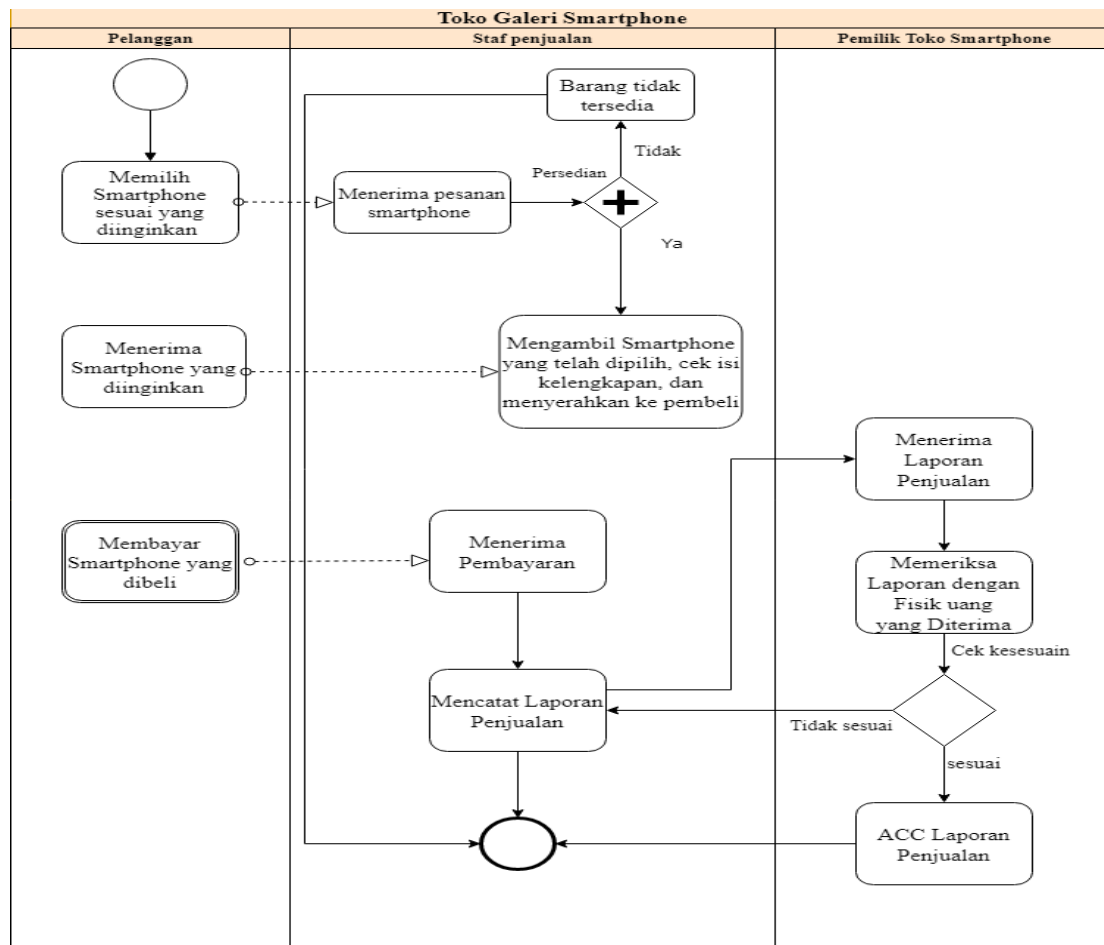 Toko Galeri Smartphone
Pelanggan
Staf penjualan
Pemilik Toko Smartphone
Barang tidak
tersedia
Tidak
Persedian
Memilih
Smartphone
sesuai yang
diinginkan
Menerima pesanan
smartphone
Ya
Menerima
Smartphone yang
diinginkan
Mengambil Smartphone
yang telah dipilih, cek isi
kelengkapan, dan
menyerahkan ke pembeli
Menerima
Laporan
Penjualan
Membayar
Smartphone yang
dibeli
Menerima
Pembayaran
Memeriksa
Laporan dengan
Fisik uang
yang Diterima
Cek kesesuain
Mencatat Laporan
Penjualan
Tidak sesuai
sesuai
ACC Laporan
Penjualan